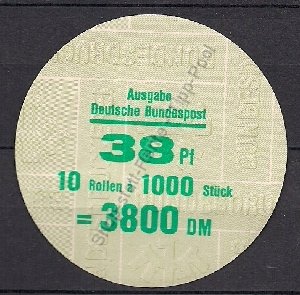 Ausgabe
Deutsche Bundespost
38 Pf
10 Rollen à 1000 Stück
= 3800 DM